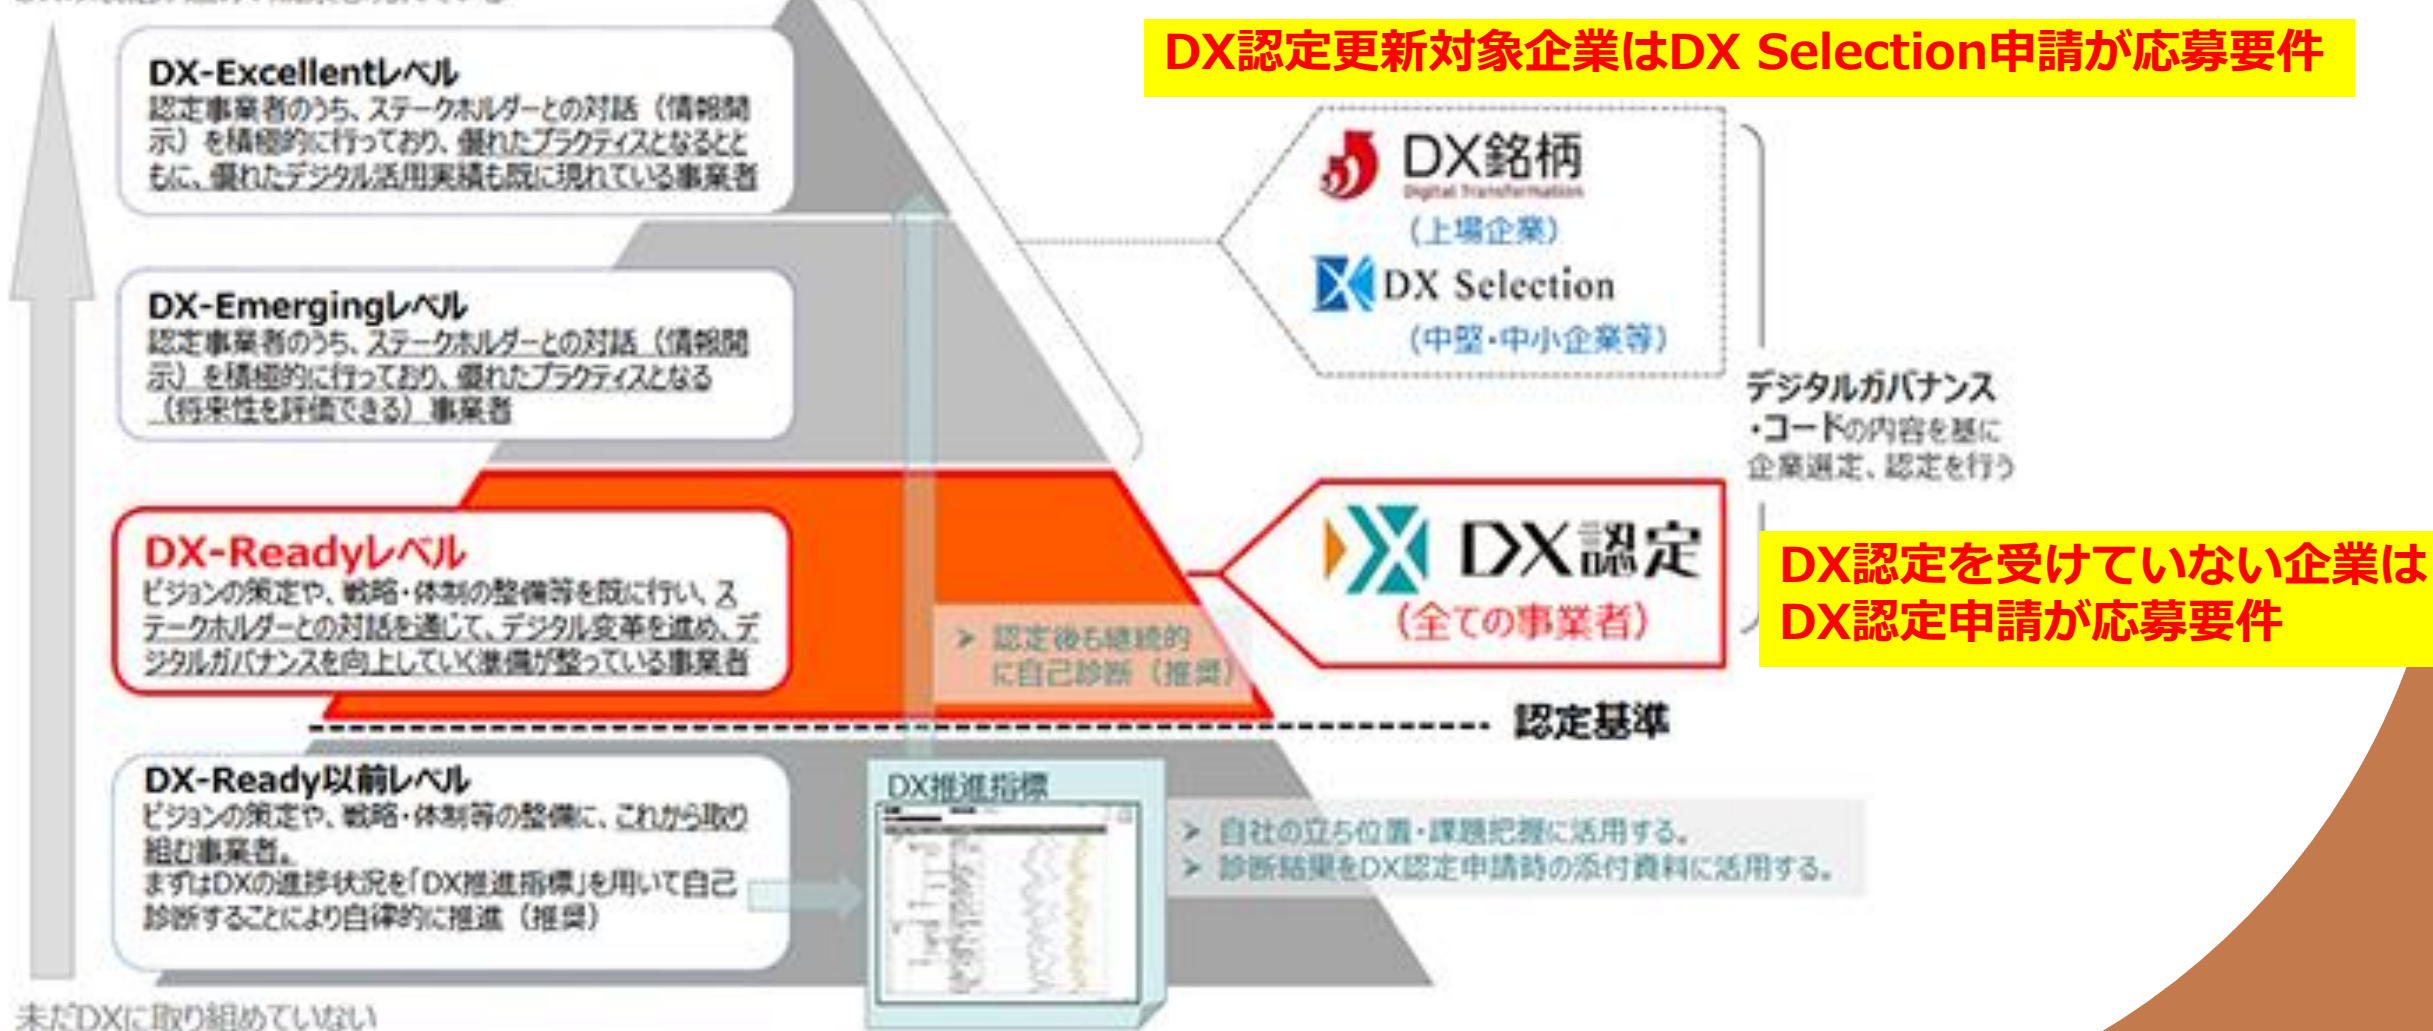 DX認定更新対象企業はDX Selection申請が応募要件
DX-Excellentレベル
認定事業者のうち、ステークホルダーとの対話（情報開
示）を積極的に行っており、優れたプラクティスとなるとと
もに、優れたデジタル活用実績も既に現れている事業者
DX銘柄
Digital Transformation
（上場企業）
DX Selection
（中堅・中小企業等）
DX-Emergingレベル
認定事業者のうち、ステークホルダーとの対話（情報開
示）を積極的に行っており、優れたプラクティスとなる
（将来性を評価できる）事業者
デジタルガバナンス
・コードの内容を基に
企業選定、認定を行う
DX-Readyレベル
ビジョンの策定や、戦略・体制の整備等を既に行い、ス
テークホルダーとの対話を通して、デジタル変革を進め、デ
ジタルガバナンスを向上していく準備が整っている事業者
DX認定
（全ての事業者）
DX認定を受けていない企業は
DX認定申請が応募要件
➤ 認定後も継続的
に自己診断（推奨）
認定基準
DX-Ready以前レベル
ビジョンの策定や、戦略・体制等の整備に、これから取り
組む事業者。
まずはDXの進捗状況を「DX推進指標」を用いて自己
診断することにより自律的に推進（推奨）
DX推進指標
➤ 自社の立ち位置・課題把握に活用する。
➤ 診断結果をDX認定申請時の添付資料に活用する。
未だDXに取り組めていない